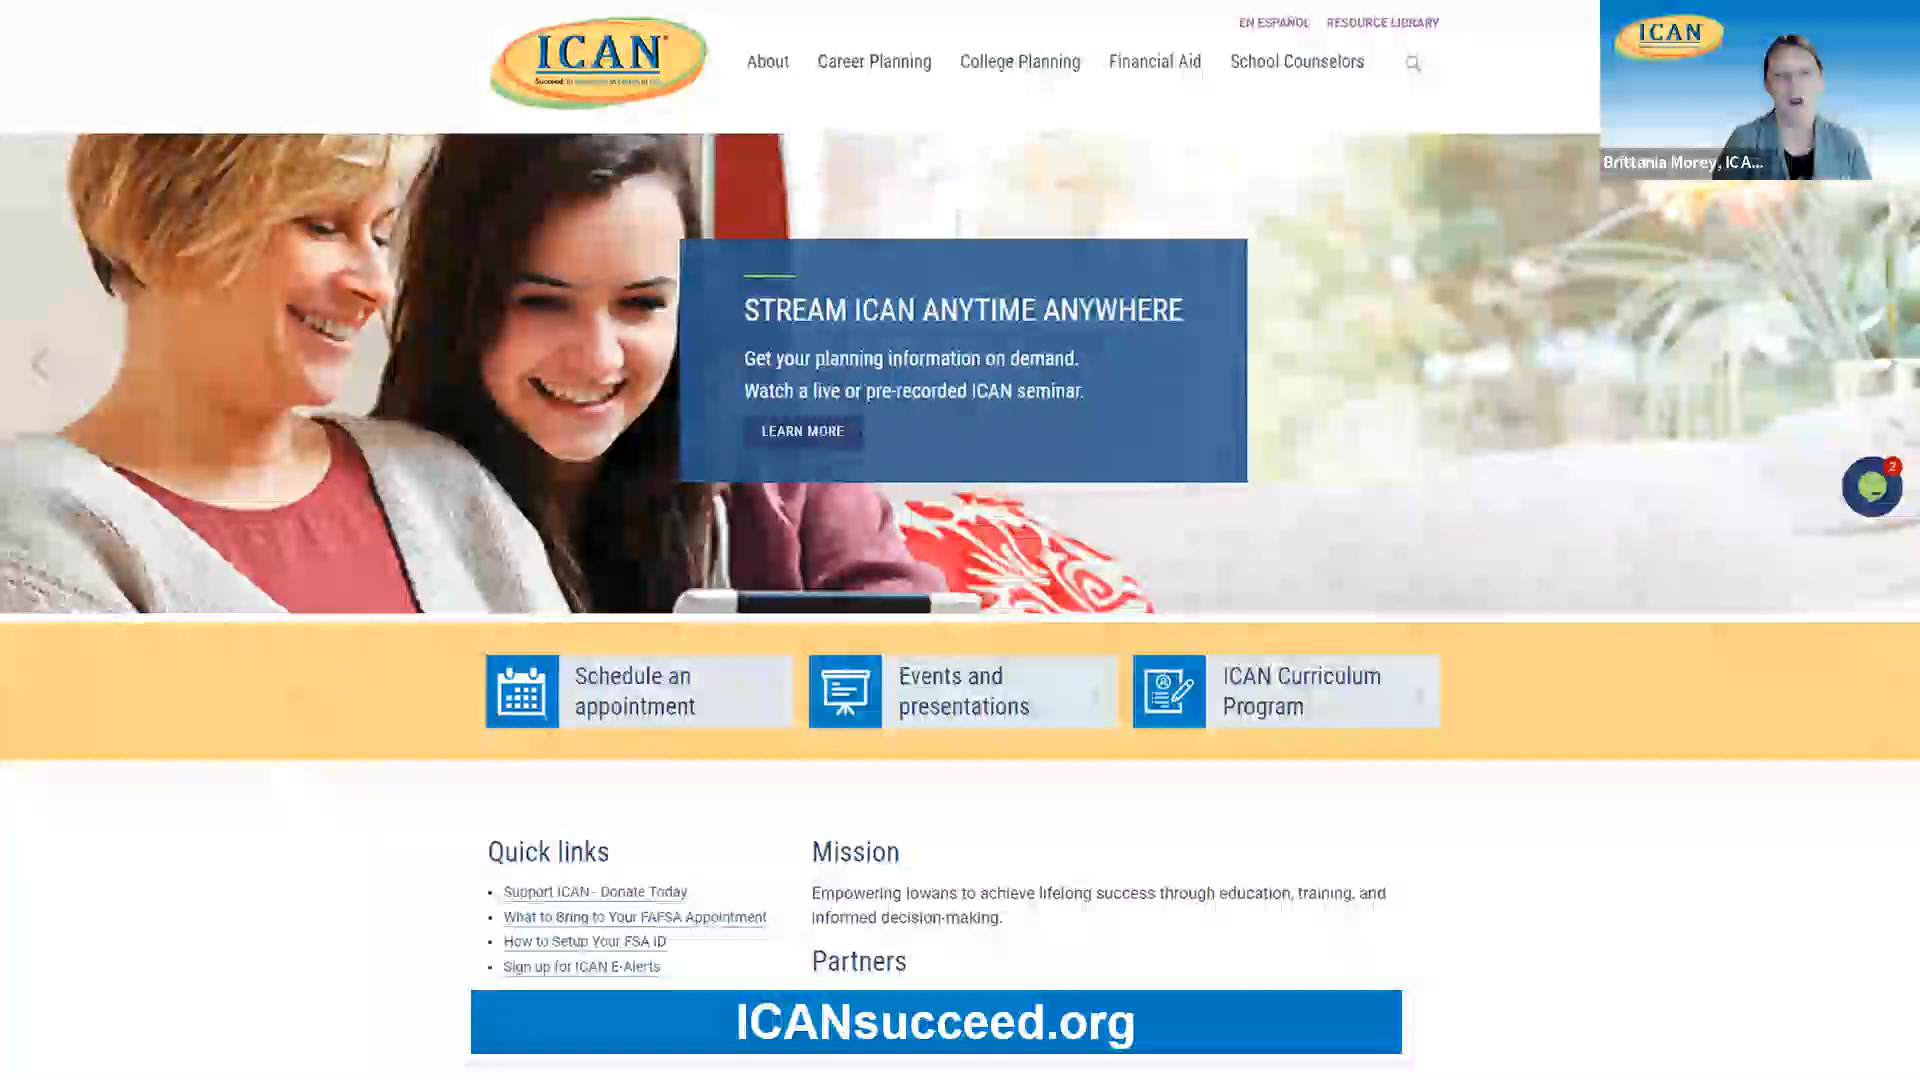 EN ESPAÑOL RESOURCE LIBRARY
ICAN
Succeed
About Career Planning College Planning Financial Aid School Counselors
ICAN
Brittania Morey, ICA...
STREAM ICAN ANYTIME ANYWHERE
Get your planning information on demand.
Watch a live or pre-recorded ICAN seminar.
LEARN MORE
2
Schedule an
appointment
Events and
presentations
ICAN Curriculum
Program
Quick links
• Support ICAN - Donate Today
• What to Bring to Your FAFSA Appointment
• How to Setup Your FSA ID
• Sign up for ICAN E-Alerts
Mission
Empowering Iowans to achieve lifelong success through education, training, and
informed decision-making.
Partners
ICANsucceed.org